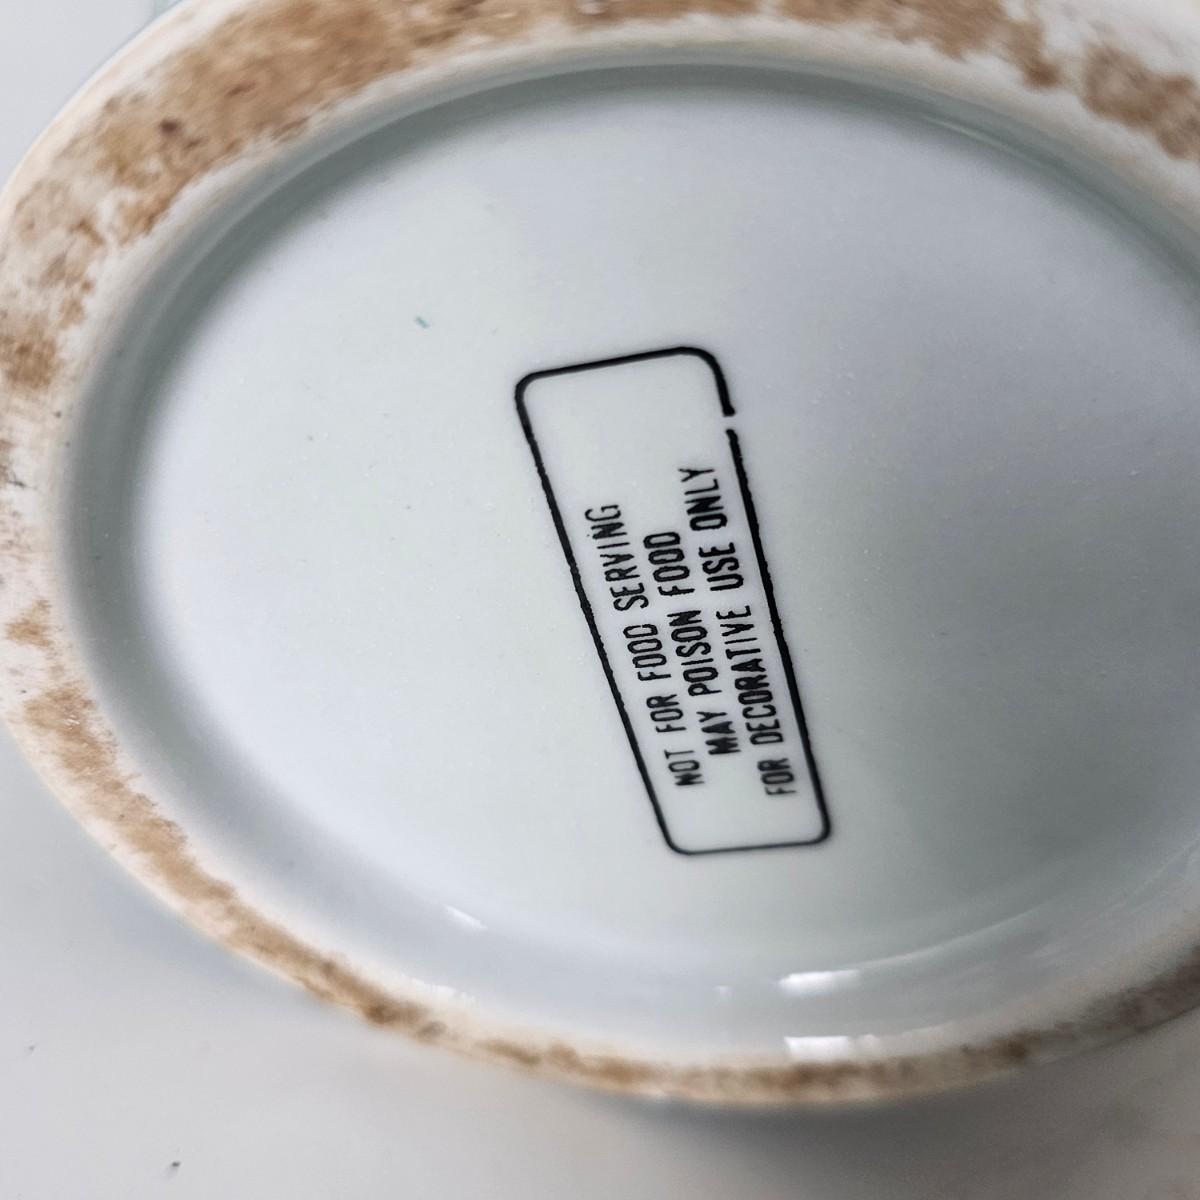 NOT FOR FOOD SERVING
MAY POISON FOOD
FOR DECORATIVE USE ONLY